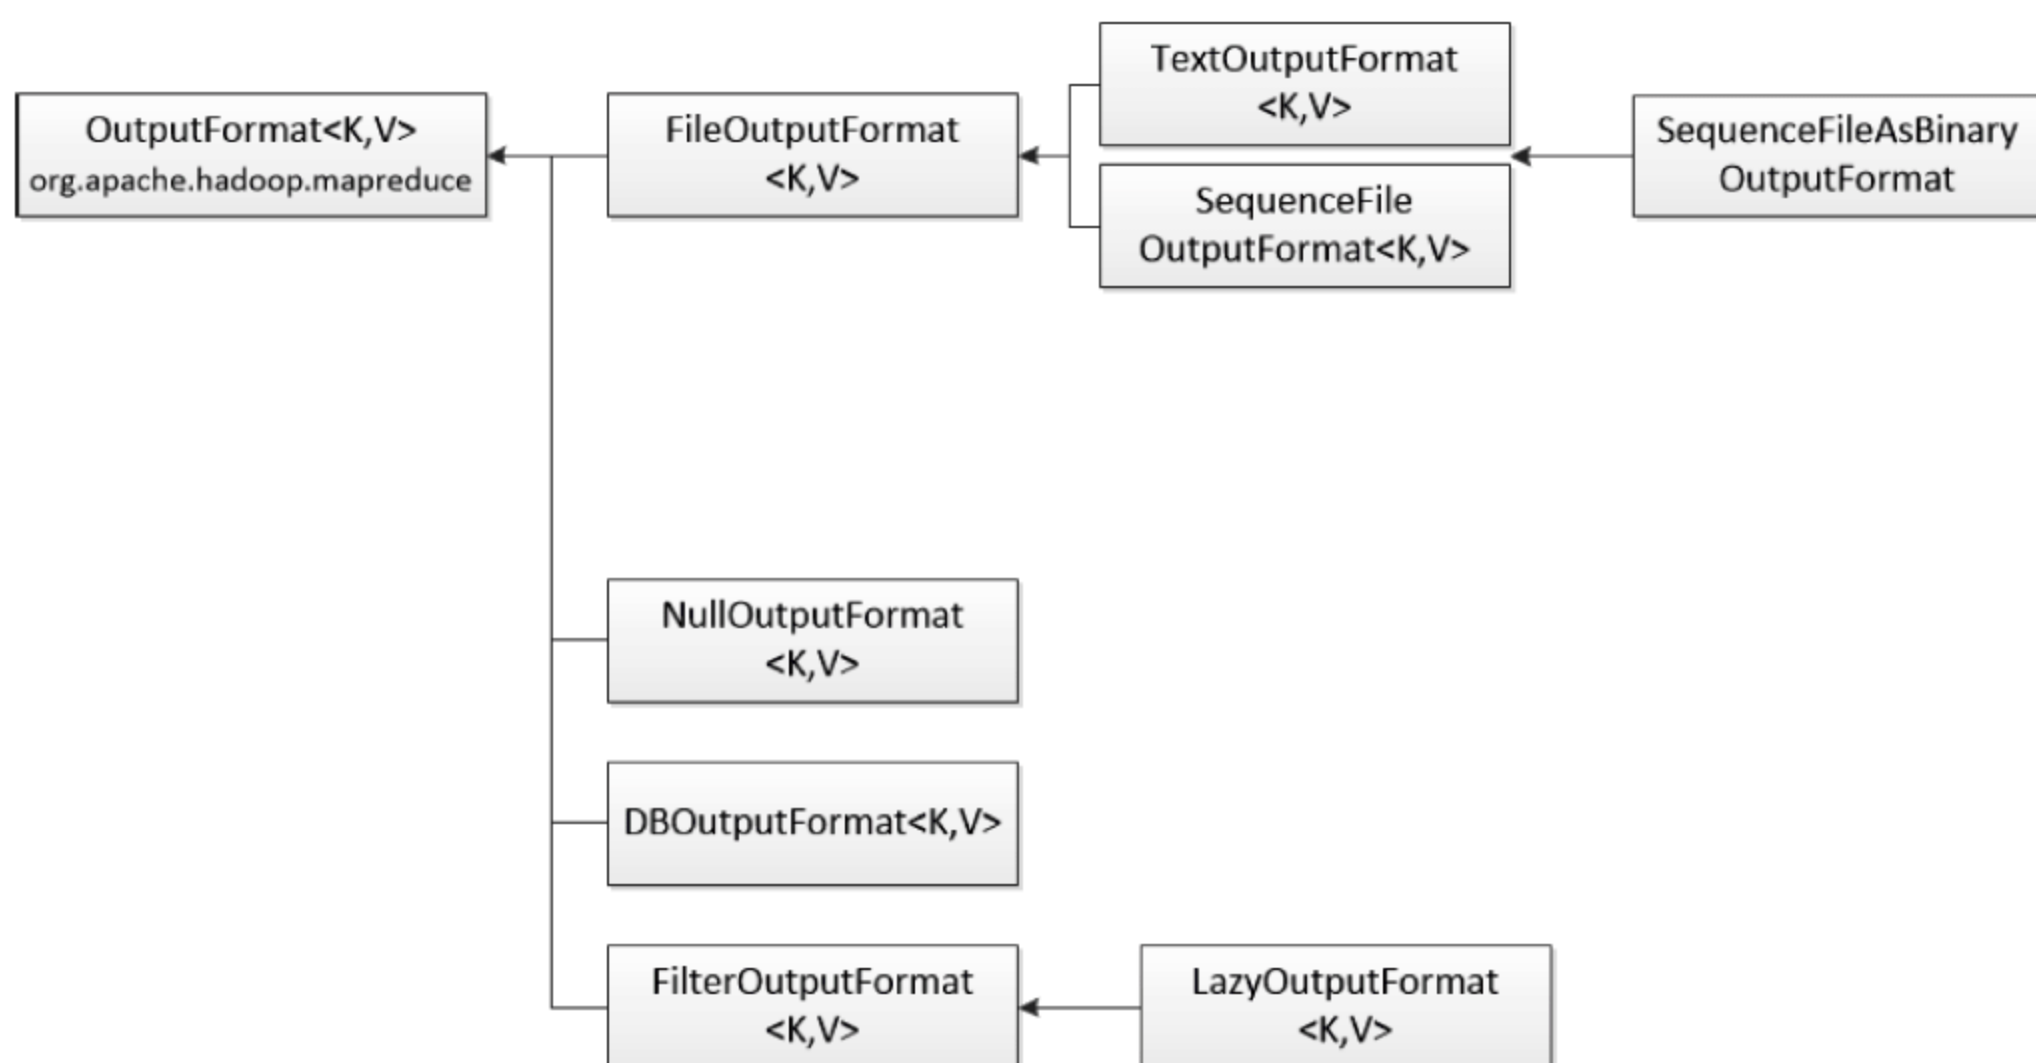 OutputFormat<K,V>
org.apache.hadoop.mapreduce
FileOutputFormat
<K,V>
TextOutputFormat
<K,V>
SequenceFile
OutputFormat<K,V>
SequenceFileAsBinary
OutputFormat
NullOutputFormat
<K,V>
DBOutputFormat<K,V>
FilterOutputFormat
<K,V>
LazyOutputFormat
<K,V>